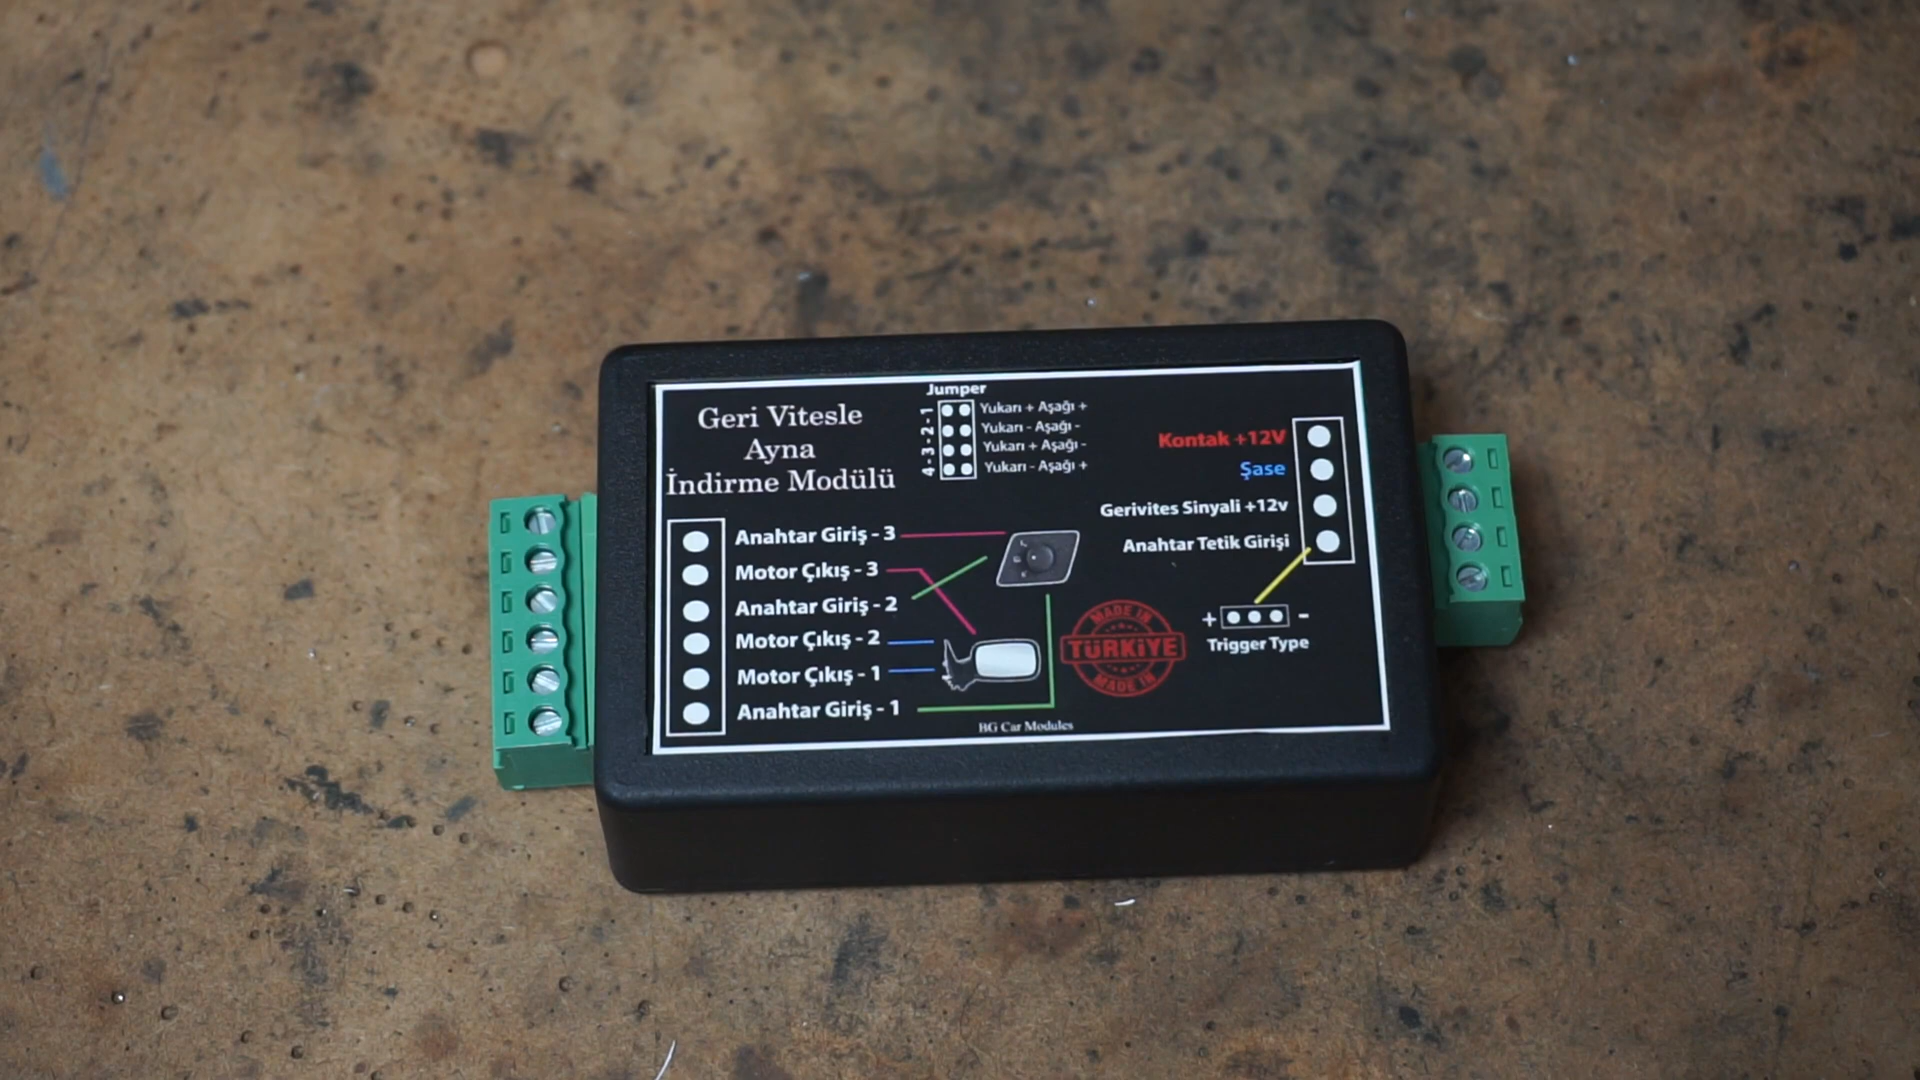 Geri Vitesle
Ayna
İndirme Modülü
Jumper
4-3-2-1
Yukarı + Aşağı +
Yukarı - Aşağı -
Yukarı + Aşağı -
Yukarı - Aşağı +
Kontak +12V
Şase
Gerivites Sinyali +12v
Anahtar Tetik Girişi
+ -
Trigger Type
Anahtar Giriş - 3
Motor Çıkış - 3
Anahtar Giriş - 2
Motor Çıkış - 2
Motor Çıkış - 1
Anahtar Giriş - 1
MADE IN
TÜRKİYE
MADE IN
BG Car Modules